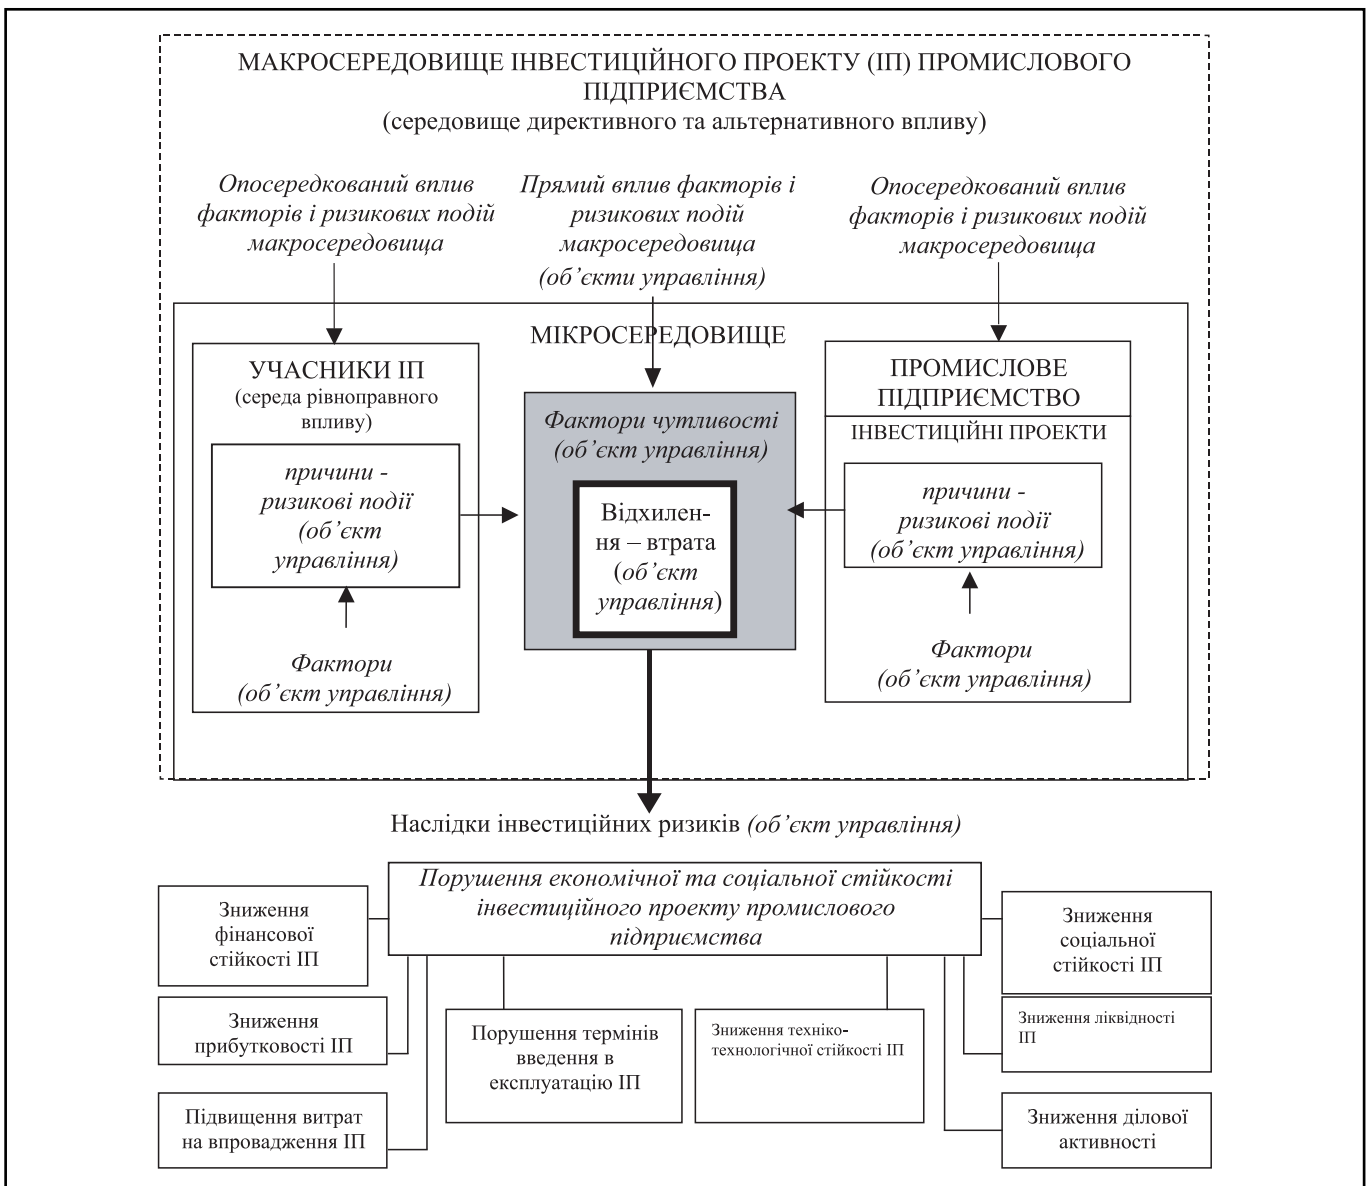 МАКРОСЕРЕДОВИЩЕ ІНВЕСТИЦІЙНОГО ПРОЕКТУ (ІП) ПРОМИСЛОВОГО
ПІДПРИЄМСТВА
(середовище директивного та альтернативного впливу)
Опосередкований вплив
факторів і ризикових подій
макросередовища
Прямий вплив факторів і
ризикових подій
макросередовища
(об’єкти управління)
Опосередкований вплив
факторів і ризикових подій
макросередовища
МІКРОСЕРЕДОВИЩЕ
УЧАСНИКИ ІП
(середа рівноправного
впливу)
причини -
ризикові події
(об’єкт
управління)
Фактори
(об’єкт управління)
Фактори чутливості
(об’єкт управління)
Відхилен-
ня – втрата
(об’єкт
управління)
ПРОМИСЛОВЕ
ПІДПРИЄМСТВО
ІНВЕСТИЦІЙНІ ПРОЕКТИ
причини -
ризикові події
(об’єкт управління)
Фактори
(об’єкт управління)
Наслідки інвестиційних ризиків (об’єкт управління)
Порушення економічної та соціальної стійкості
інвестиційного проекту промислового
підприємства
Зниження
фінансової
стійкості ІП
Зниження
прибутковості ІП
Підвищення витрат
на впровадження ІП
Порушення термінів
введення в
експлуатацію ІП
Зниження техніко-
технологічної стійкості ІП
Зниження
соціальної
стійкості ІП
Зниження ліквідності
ІП
Зниження ділової
активності